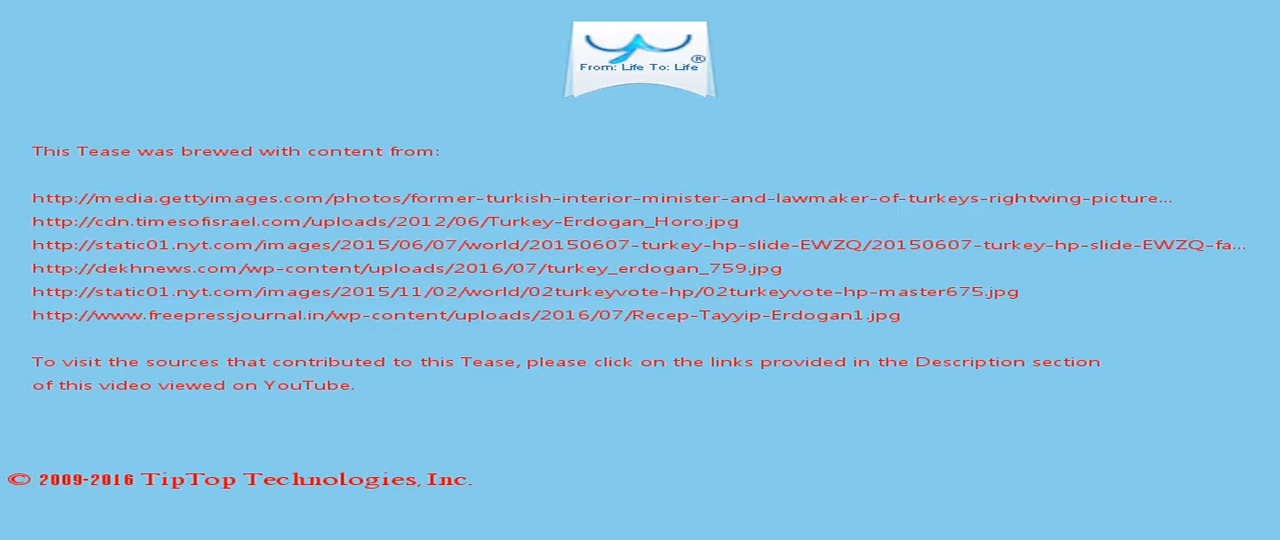 From: Life To: Life®
This Tease was brewed with content from:
http://media.gettyimages.com/photos/former-turkish-interior-minister-and-lawmaker-of-turkeys-rightwing-picture...
http://cdn.timesofisrael.com/uploads/2012/06/Turkey-Erdogan_Horo.jpg
http://static01.nyt.com/images/2015/06/07/world/20150607-turkey-hp-slide-EWZQ/20150607-turkey-hp-slide-EWZQ-fa...
http://dekhnews.com/wp-content/uploads/2016/07/turkey_erdogan_759.jpg
http://static01.nyt.com/images/2015/11/02/world/02turkeyvote-hp/02turkeyvote-hp-master675.jpg
http://www.freepressjournal.in/wp-content/uploads/2016/07/Recep-Tayyip-Erdogan1.jpg
To visit the sources that contributed to this Tease, please click on the links provided in the Description section
of this video viewed on YouTube.
© 2009-2016 TipTop Technologies, Inc.